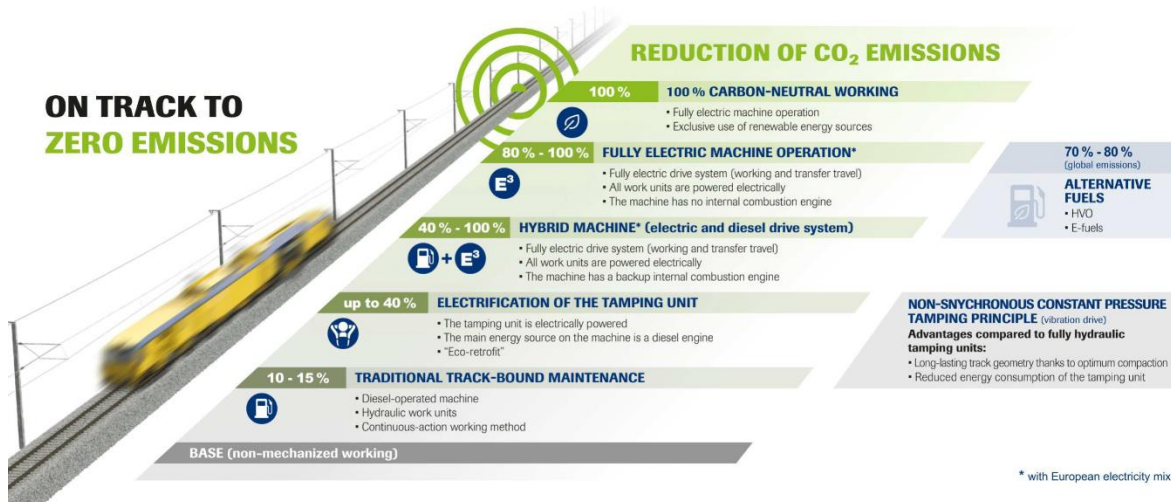 ON TRACK TO
ZERO EMISSIONS
REDUCTION OF CO₂ EMISSIONS
100 %
100 % CARBON-NEUTRAL WORKING
• Fully electric machine operation
• Exclusive use of renewable energy sources
80 % - 100 %
FULLY ELECTRIC MACHINE OPERATION*
E³
• Fully electric drive system (working and transfer travel)
• All work units are powered electrically
• The machine has no internal combustion engine
70 % - 80 %
(global emissions)
ALTERNATIVE
FUELS
• HVO
• E-fuels
40 % - 100 %
HYBRID MACHINE* (electric and diesel drive system)
+ E³
• Fully electric drive system (working and transfer travel)
• All work units are powered electrically
• The machine has a backup internal combustion engine
up to 40 %
ELECTRIFICATION OF THE TAMPING UNIT
• The tamping unit is electrically powered
• The main energy source on the machine is a diesel engine
• "Eco-retrofit"
NON-SNYCHRONOUS CONSTANT PRESSURE
TAMPING PRINCIPLE (vibration drive)
Advantages compared to fully hydraulic
tamping units:
• Long-lasting track geometry thanks to optimum compaction
• Reduced energy consumption of the tamping unit
10 - 15 %
TRADITIONAL TRACK-BOUND MAINTENANCE
• Diesel-operated machine
• Hydraulic work units
• Continuous-action working method
BASE (non-mechanized working)
* with European electricity mix